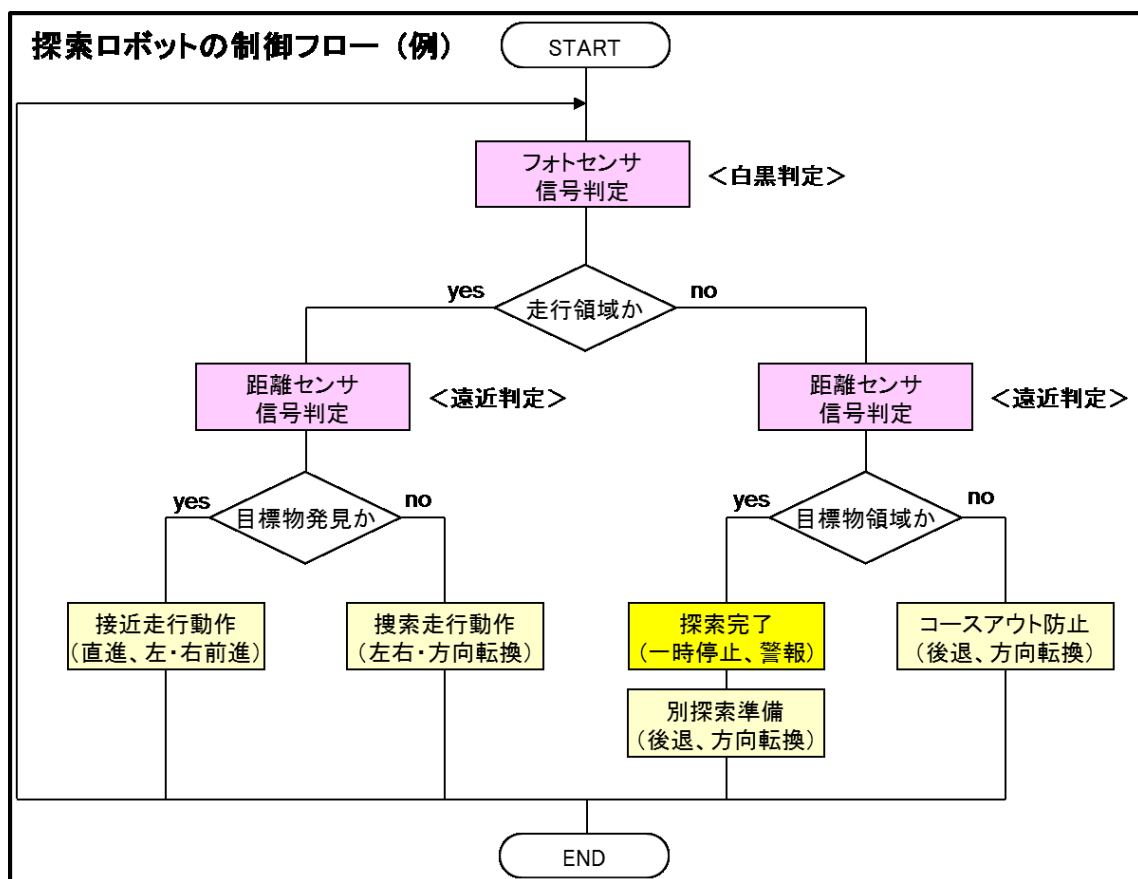 探索ロボットの制御フロー（例）
START
フォトセンサ
信号判定
＜白黒判定＞
yes
走行領域か
no
距離センサ
信号判定
＜遠近判定＞
距離センサ
信号判定
＜遠近判定＞
yes
目標物発見か
no
yes
目標物領域か
no
接近走行動作
（直進、左・右前進）
捜索走行動作
（左右・方向転換）
探索完了
（一時停止、警報）
コースアウト防止
（後退、方向転換）
別探索準備
（後退、方向転換）
END